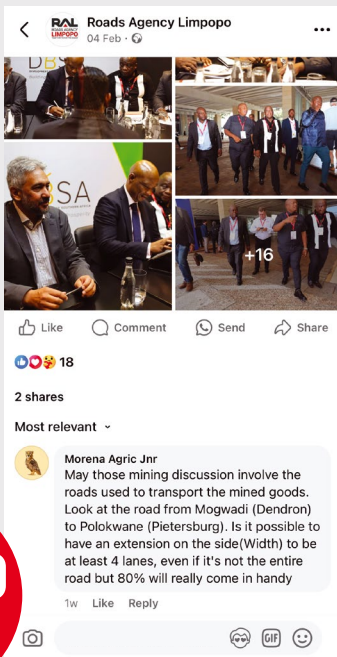 RAL
ROADS AGENCY
LIMPOPO
Roads Agency Limpopo
04 Feb
DBS
SA
+16
Like
Comment
Send
Share
18
2 shares
Most relevant
Morena Agric Jnr
May those mining discussion involve the
roads used to transport the mined goods.
Look at the road from Mogwadi (Dendron)
to Polokwane (Pietersburg). Is it possible to
have an extension on the side(Width) to be
at least 4 lanes, even if it's not the entire
road but 80% will really come in handy
1w Like Reply
GIF